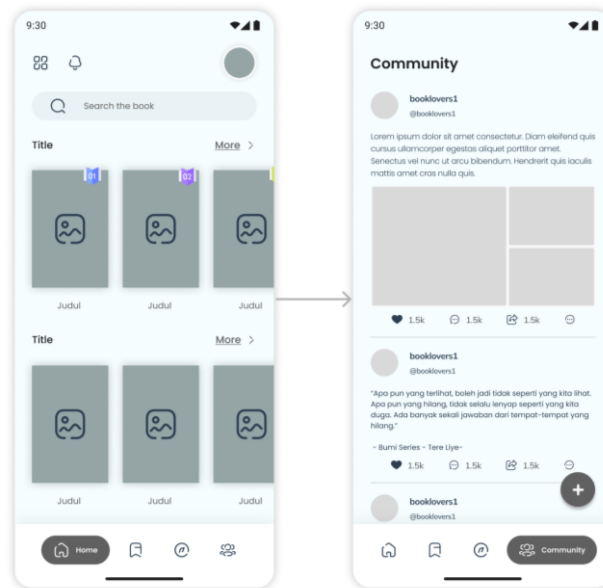 9:30
Search the book
Title
More >
01
02
Judul
Judul
Judul
Title
More >
Judul
Judul
Judul
Home
9:30
Community
booklovers1
@booklovers1
Lorem ipsum dolor sit amet consectetur. Diam eleifend quis
cursus ullamcorper egestas aliquet porttitor amet.
Senectus vel nunc ut arcu bibendum. Hendrerit quis iaculis
mattis amet cras nulla quis.
1.5k
1.5k
1.5k
booklovers1
@booklovers1
"Apa pun yang terlihat, boleh jadi tidak seperti yang kita lihat.
Apa pun yang hilang, tidak selalu lenyap seperti yang kita
duga. Ada banyak sekali jawaban dari tempat-tempat yang
hilang."
- Bumi Series - Tere Liye-
1.5k
1.5k
1.5k
booklovers1
@booklovers1
Community